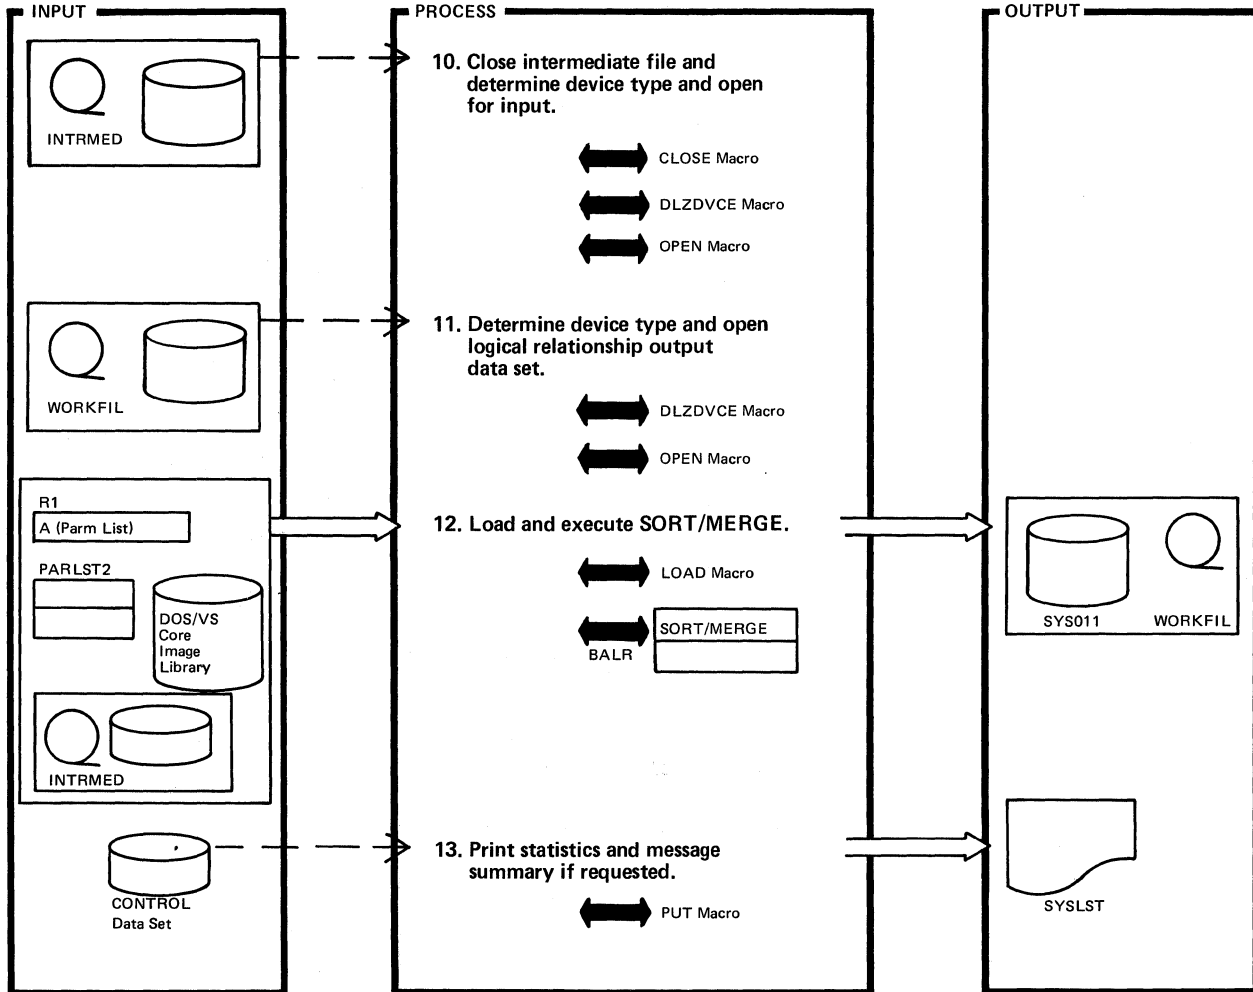 INPUT
PROCESS
OUTPUT
INTRMED
10. Close intermediate file and
determine device type and open
for input.
CLOSE Macro
DLZDVCE Macro
OPEN Macro
WORKFIL
11. Determine device type and open
logical relationship output
data set.
DLZDVCE Macro
OPEN Macro
R1
A (Parm List)
PARLST2
DOS/VS
Core
Image
Library
INTRMED
12. Load and execute SORT/MERGE.
LOAD Macro
SORT/MERGE
BALR
SYS011
WORKFIL
CONTROL
Data Set
13. Print statistics and message
summary if requested.
PUT Macro
SYSLST